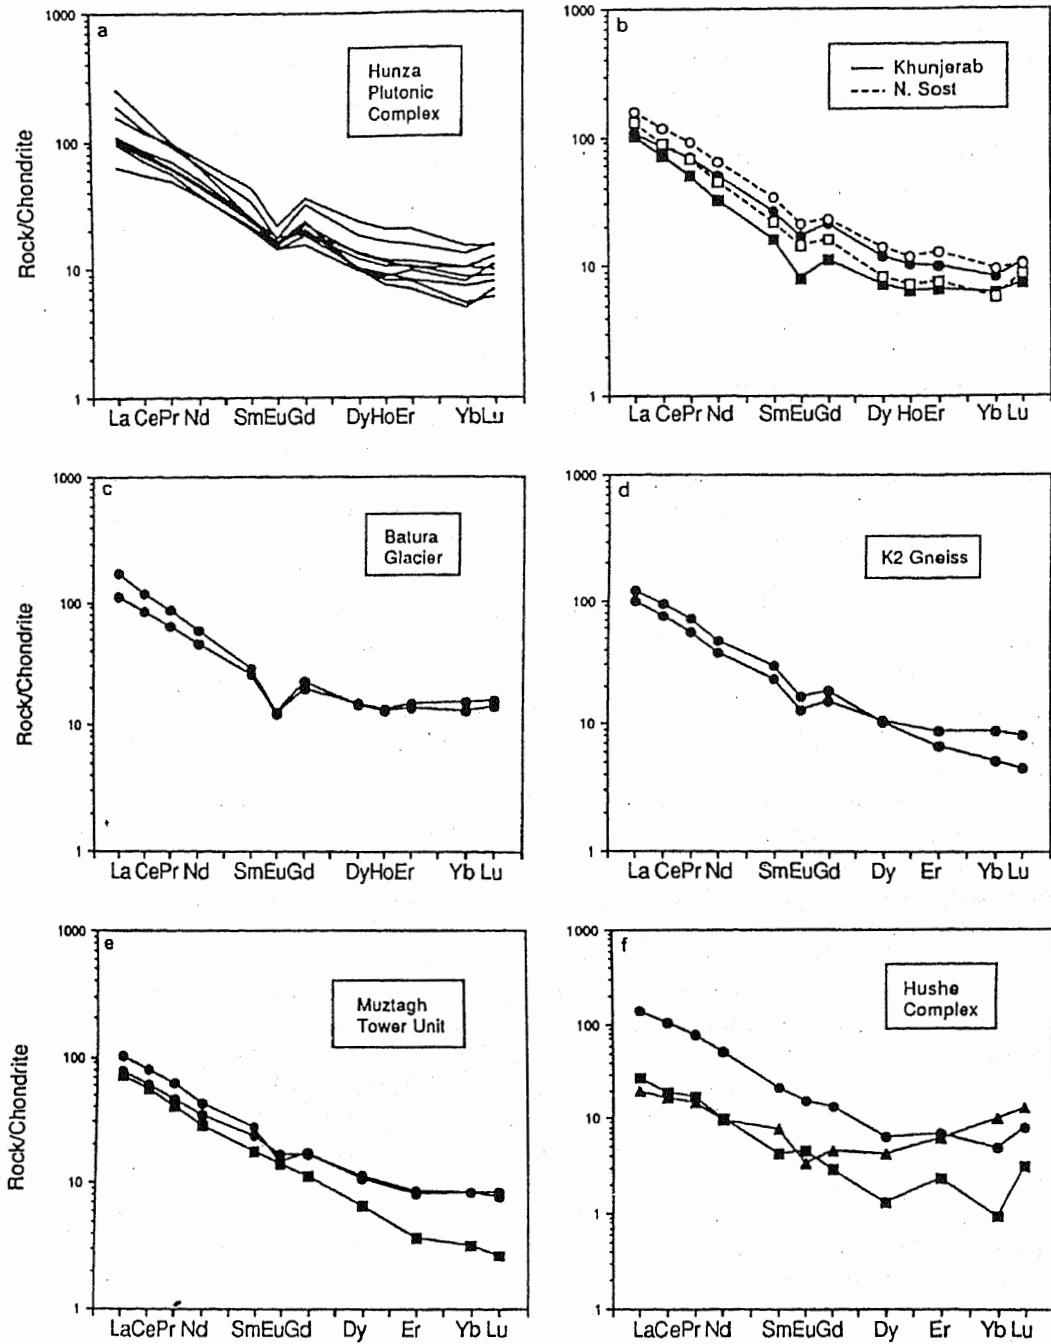 a
1000
100
10
1
Rock/Chondrite
Hunza
Plutonic
Complex
La CePr Nd SmEuGd DyHoEr YbLu
b
1000
100
10
1
Khunjerab
N. Sost
La CePr Nd SmEuGd Dy HoEr Yb Lu
c
1000
100
10
1
Rock/Chondrite
Batura
Glacier
La CePr Nd SmEuGd DyHoEr Yb Lu
d
1000
100
10
1
K2 Gneiss
La CePr Nd SmEuGd Dy Er Yb Lu
e
1000
100
10
1
Rock/Chondrite
Muztagh
Tower Unit
LaCePr Nd SmEuGd Dy Er Yb Lu
f
1000
100
10
1
1
Hushe
Complex
La CePr Nd SmEuGd Dy Er Yb Lu